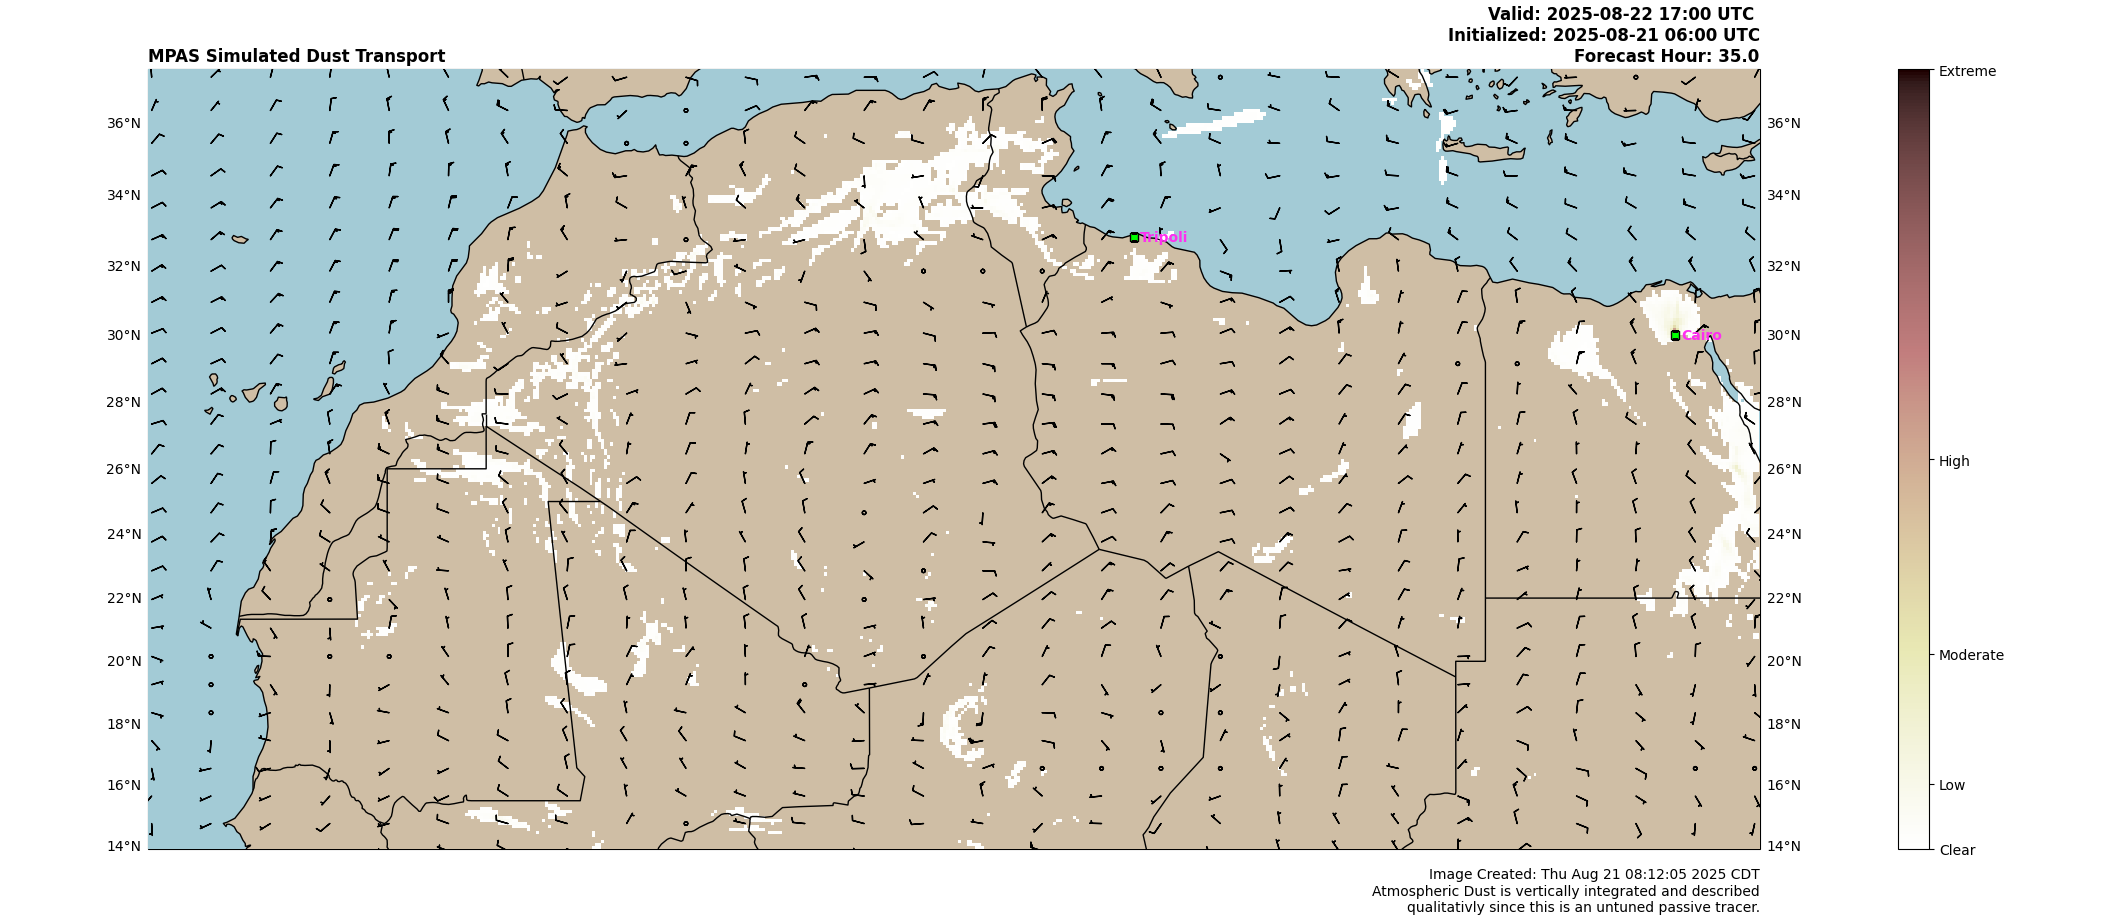 Valid: 2025-08-22 17:00 UTC
Initialized: 2025-08-21 06:00 UTC
MPAS Simulated Dust Transport
Forecast Hour: 35.0
Extreme
36°N
36°N
34°N
34°N
Tripoli
32°N
32°N
30°N
Cairo
30°N
28°N
28°N
High
26°N
26°N
24°N
24°N
22°N
22°N
Moderate
20°N
20°N
18°N
18°N
16°N
16°N
Low
14°N
14°N
Clear
Image Created: Thu Aug 21 08:12:05 2025 CDT
Atmospheric Dust is vertically integrated and described
qualitativly since this is an untuned passive tracer.